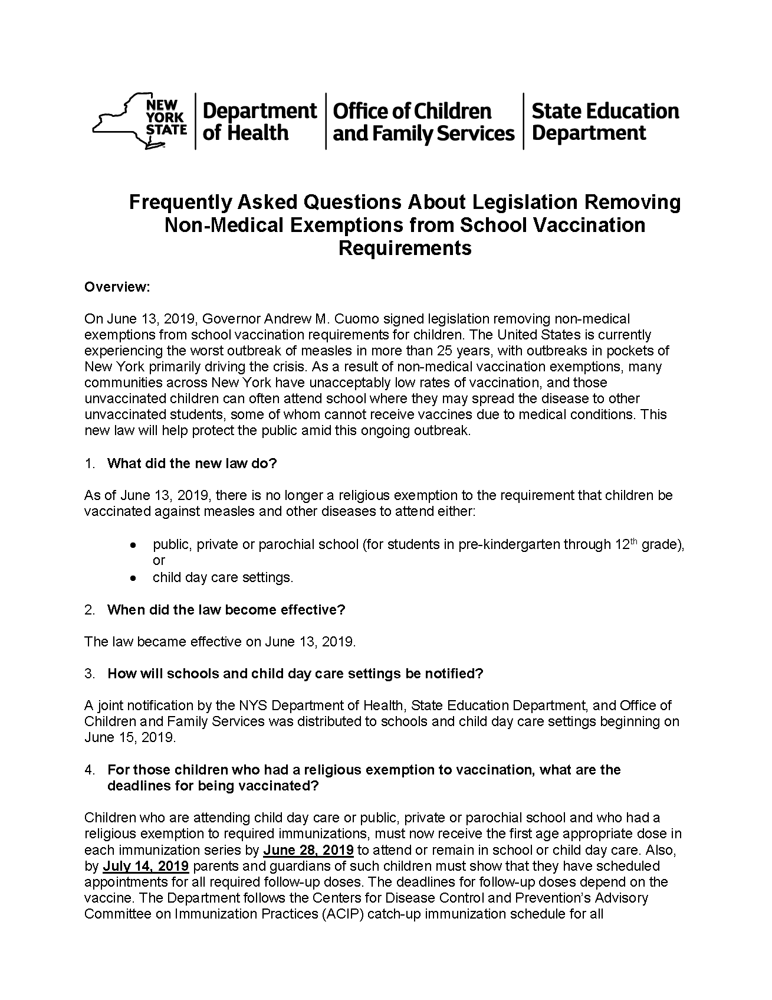 NEW
YORK
STATE
Department
of Health
Office of Children
and Family Services
State Education
Department
Frequently Asked Questions About Legislation Removing
Non-Medical Exemptions from School Vaccination
Requirements
Overview:
On June 13, 2019, Governor Andrew M. Cuomo signed legislation removing non-medical
exemptions from school vaccination requirements for children. The United States is currently
experiencing the worst outbreak of measles in more than 25 years, with outbreaks in pockets of
New York primarily driving the crisis. As a result of non-medical vaccination exemptions, many
communities across New York have unacceptably low rates of vaccination, and those
unvaccinated children can often attend school where they may spread the disease to other
unvaccinated students, some of whom cannot receive vaccines due to medical conditions. This
new law will help protect the public amid this ongoing outbreak.
1. What did the new law do?
As of June 13, 2019, there is no longer a religious exemption to the requirement that children be
vaccinated against measles and other diseases to attend either:
● public, private or parochial school (for students in pre-kindergarten through 12th grade),
or
● child day care settings.
2. When did the law become effective?
The law became effective on June 13, 2019.
3. How will schools and child day care settings be notified?
A joint notification by the NYS Department of Health, State Education Department, and Office of
Children and Family Services was distributed to schools and child day care settings beginning on
June 15, 2019.
4. For those children who had a religious exemption to vaccination, what are the
deadlines for being vaccinated?
Children who are attending child day care or public, private or parochial school and who had a
religious exemption to required immunizations, must now receive the first age appropriate dose in
each immunization series by June 28, 2019 to attend or remain in school or child day care. Also,
by July 14, 2019 parents and guardians of such children must show that they have scheduled
appointments for all required follow-up doses. The deadlines for follow-up doses depend on the
vaccine. The Department follows the Centers for Disease Control and Prevention's Advisory
Committee on Immunization Practices (ACIP) catch-up immunization schedule for all